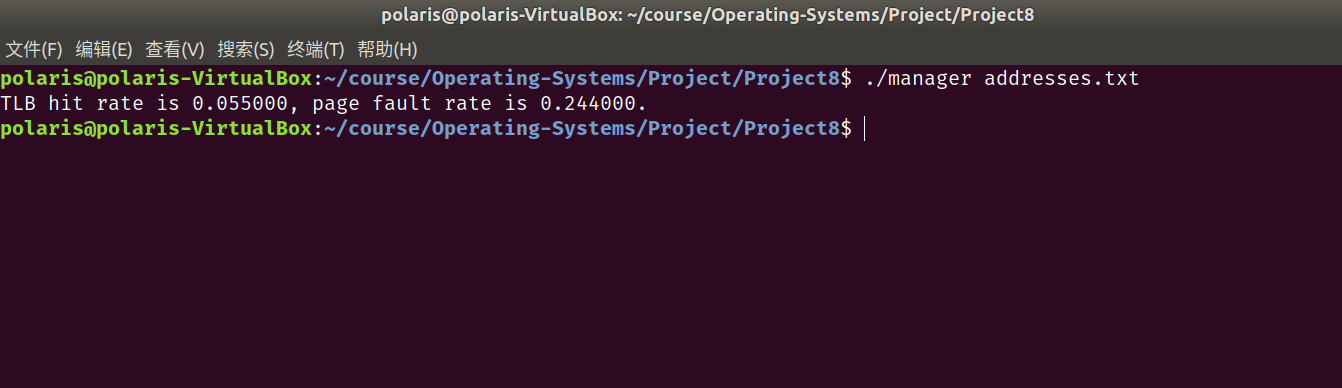 polaris@polaris-VirtualBox: ~/course/Operating-Systems/Project/Project8
文件(F) 编辑(E) 查看(V) 搜索(S) 终端(T) 帮助(H)
polaris@polaris-VirtualBox:~/course/Operating-Systems/Project/Project8$ ./manager addresses.txt
TLB hit rate is 0.055000, page fault rate is 0.244000.
polaris@polaris-VirtualBox:~/course/Operating-Systems/Project/Project8$